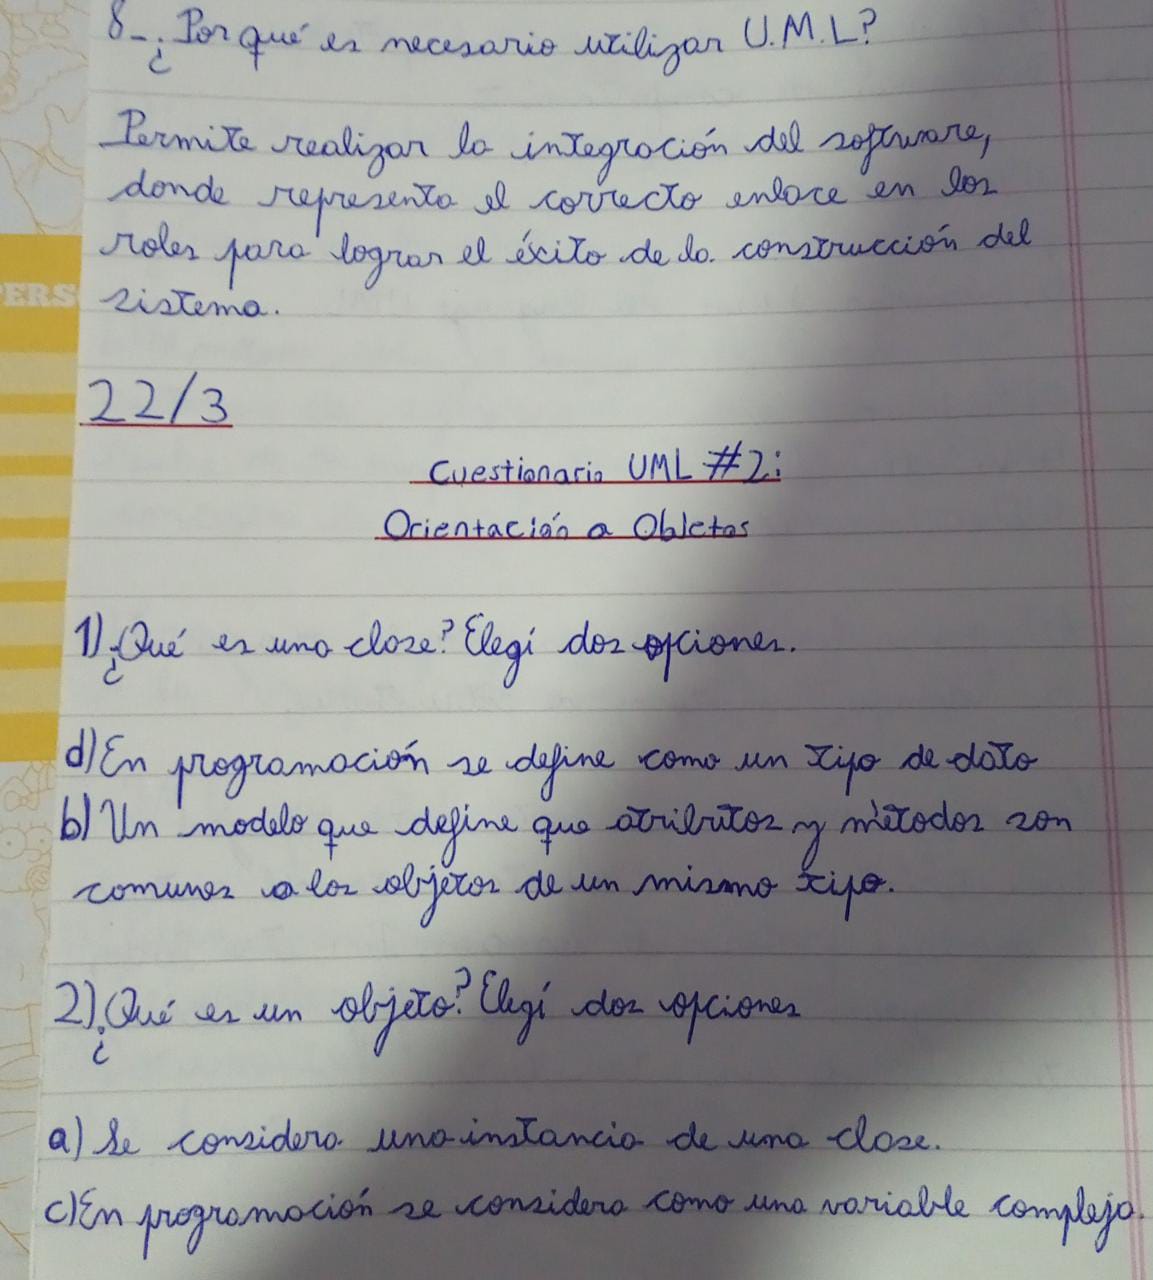 8-¿Por qué es necesario utilizar U.M.L?
Permite realizar la integración del software,
donde representa el correcto enlace en los
roles para lograr el éxito de la construcción del
sistema.
PERS
22/3
Cuestionario UML #2:
Orientación a Objetos
1)¿Qué es una clase? Elegí dos opciones.
d)En programación se define como un tipo de dato
b) Un modelo que define que atributos y métodos son
comunes a los objetos de un mismo tipo.
2)¿Qué es un objeto? Elegí dos opciones
a) Se considera una instancia de una clase.
c)En programación se considera como una variable compleja.